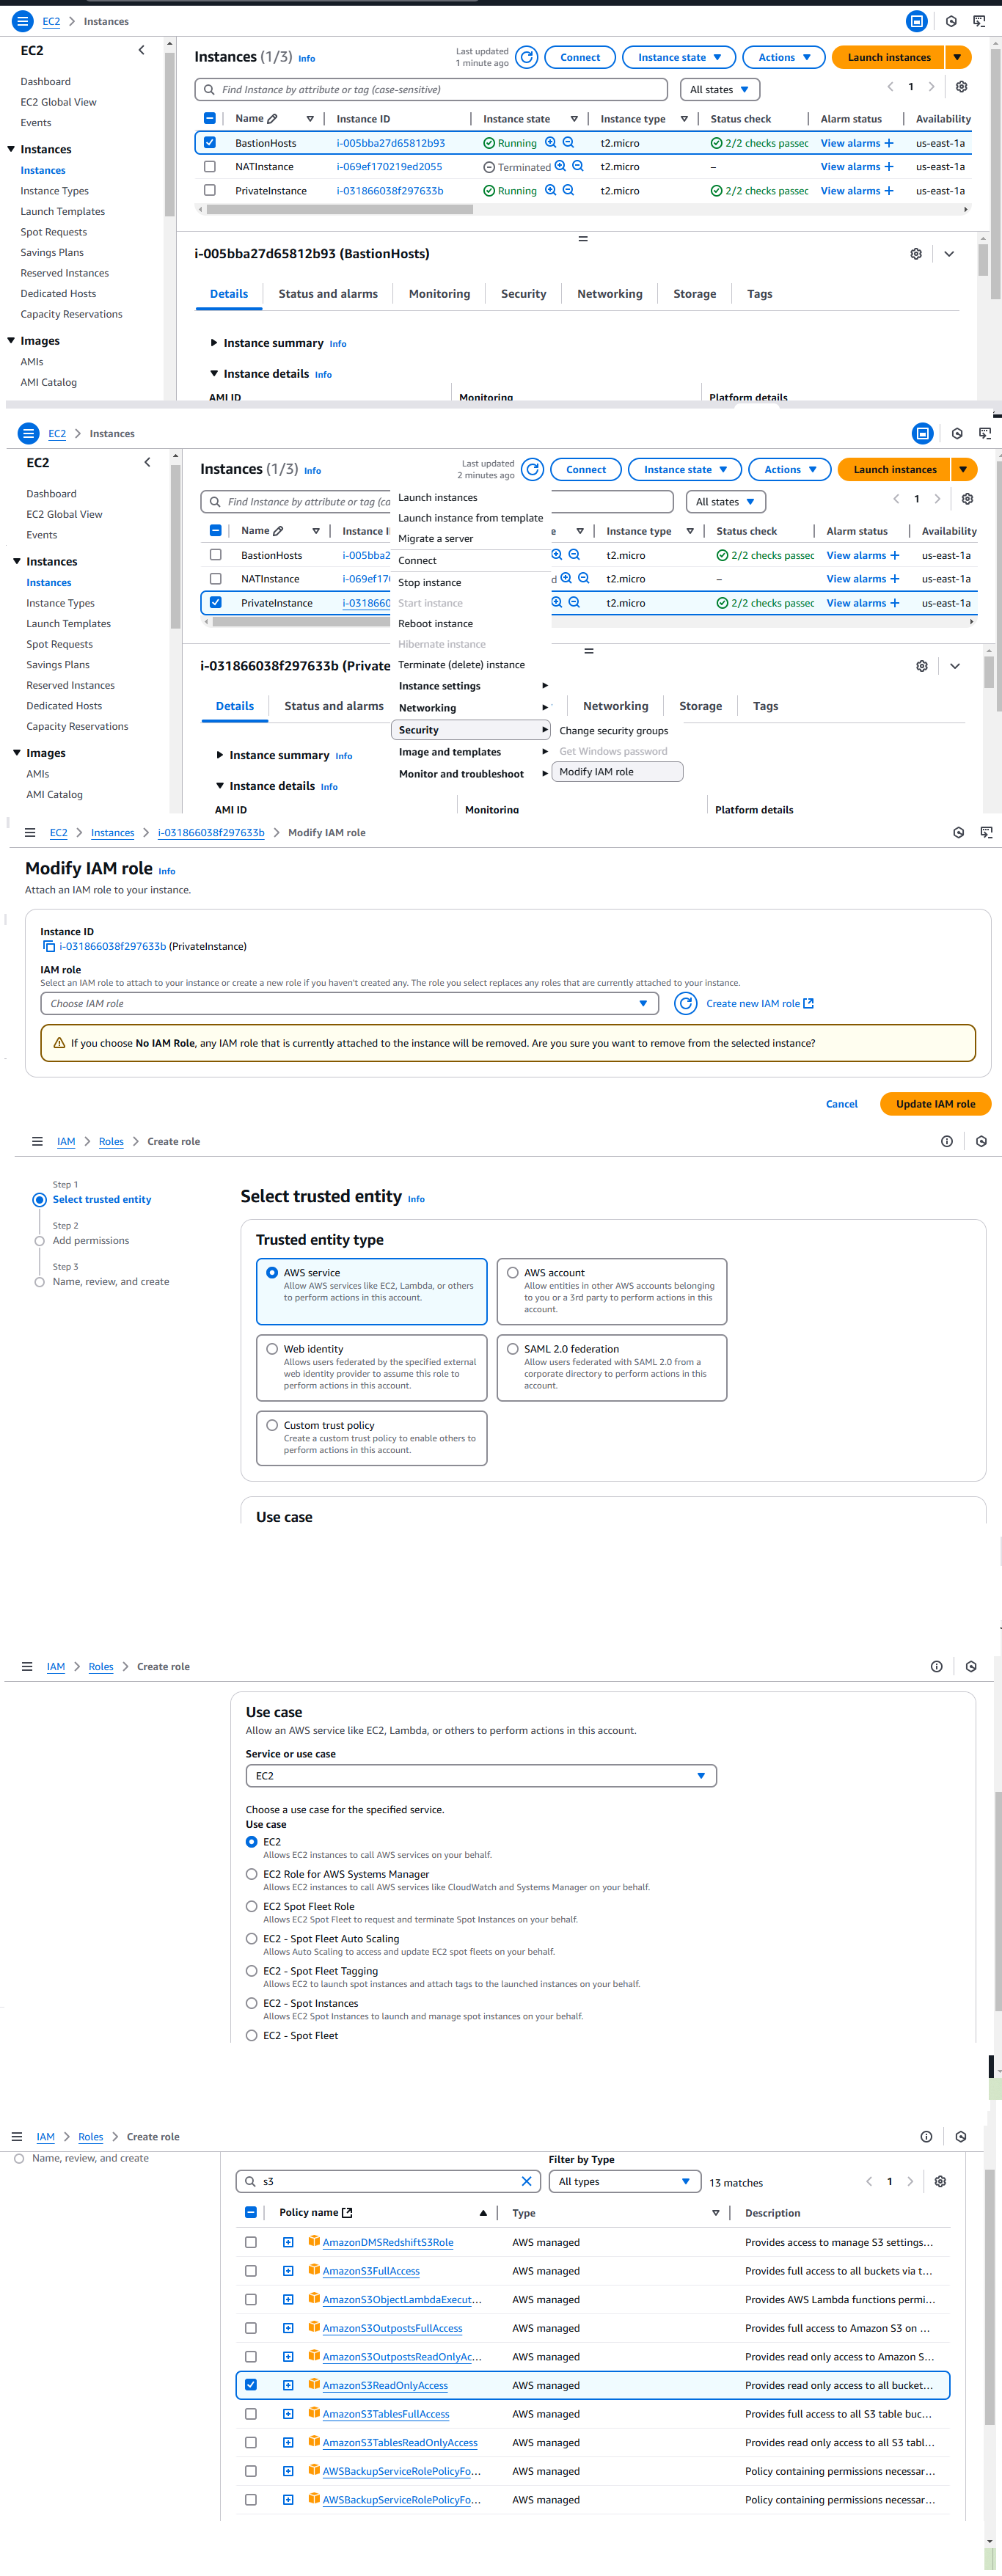 EC2 > Instances
EC2
Dashboard
EC2 Global View
Events
Instances
Instances
Instance Types
Launch Templates
Spot Requests
Savings Plans
Reserved Instances
Dedicated Hosts
Capacity Reservations
Images
AMIs
AMI Catalog
Instances (1/3) Info
Last updated
1 minute ago
Connect
Instance state
Actions
Launch instances
Find Instance by attribute or tag (case-sensitive)
All states
1
Name Instance ID Instance state Instance type Status check Alarm status Availability
BastionHosts i-005bba27d65812b93 Running t2.micro 2/2 checks passec View alarms + us-east-1a
NATInstance i-069ef170219ed2055 Terminated t2.micro – View alarms + us-east-1a
PrivateInstance i-031866038f297633b Running t2.micro 2/2 checks passec View alarms + us-east-1a
i-005bba27d65812b93 (BastionHosts)
Details Status and alarms Monitoring Security Networking Storage Tags
Instance summary Info
Instance details Info
AMI ID Monitoring Platform details
EC2 > Instances
EC2
Dashboard
EC2 Global View
Events
Instances
Instances
Instance Types
Launch Templates
Spot Requests
Savings Plans
Reserved Instances
Dedicated Hosts
Capacity Reservations
Images
AMIs
AMI Catalog
Instances (1/3) Info
Last updated
2 minutes ago
Connect
Instance state
Actions
Launch instances
Find Instance by attribute or tag (ca
All states
1
Name Instance I e Instance type Status check Alarm status Availability
BastionHosts i-005bba2 t2.micro 2/2 checks passec View alarms + us-east-1a
NATInstance i-069ef17( d t2.micro – View alarms + us-east-1a
PrivateInstance i-0318660 t2.micro 2/2 checks passec View alarms + us-east-1a
Launch instances
Launch instance from template
Migrate a server
Connect
Stop instance
Start instance
Reboot instance
Hibernate instance
Terminate (delete) instance
Instance settings
Networking
Security
Image and templates
Monitor and troubleshoot
Change security groups
Get Windows password
Modify IAM role
i-031866038f297633b (Private
Details Status and alarms Networking Storage Tags
Instance summary Info
Instance details Info
AMI ID Monitoring Platform details
EC2 > Instances > i-031866038f297633b > Modify IAM role
Modify IAM role Info
Attach an IAM role to your instance.
Instance ID
i-031866038f297633b (PrivateInstance)
IAM role
Select an IAM role to attach to your instance or create a new role if you haven't created any. The role you select replaces any roles that are currently attached to your instance.
Choose IAM role
Create new IAM role
If you choose No IAM Role, any IAM role that is currently attached to the instance will be removed. Are you sure you want to remove from the selected instance?
Cancel
Update IAM role
IAM > Roles > Create role
Step 1
Select trusted entity
Step 2
Add permissions
Step 3
Name, review, and create
Select trusted entity Info
Trusted entity type
AWS service
Allow AWS services like EC2, Lambda, or others
to perform actions in this account.
AWS account
Allow entities in other AWS accounts belonging
to you or a 3rd party to perform actions in this
account.
Web identity
Allows users federated by the specified external
web identity provider to assume this role to
perform actions in this account.
SAML 2.0 federation
Allow users federated with SAML 2.0 from a
corporate directory to perform actions in this
account.
Custom trust policy
Create a custom trust policy to enable others to
perform actions in this account.
Use case
IAM > Roles > Create role
Use case
Allow an AWS service like EC2, Lambda, or others to perform actions in this account.
Service or use case
EC2
Choose a use case for the specified service.
Use case
EC2
Allows EC2 instances to call AWS services on your behalf.
EC2 Role for AWS Systems Manager
Allows EC2 instances to call AWS services like CloudWatch and Systems Manager on your behalf.
EC2 Spot Fleet Role
Allows EC2 Spot Fleet to request and terminate Spot Instances on your behalf.
EC2 - Spot Fleet Auto Scaling
Allows Auto Scaling to access and update EC2 spot fleets on your behalf.
EC2 - Spot Fleet Tagging
Allows EC2 to launch spot instances and attach tags to the launched instances on your behalf.
EC2 - Spot Instances
Allows EC2 Spot Instances to launch and manage spot instances on your behalf.
EC2 - Spot Fleet
IAM > Roles > Create role
Name, review, and create
Filter by Type
s3
All types
13 matches
1
Policy name Type Description
AmazonDMSRedshiftS3Role AWS managed Provides access to manage S3 settings...
AmazonS3FullAccess AWS managed Provides full access to all buckets via t...
AmazonS3ObjectLambdaExecut... AWS managed Provides AWS Lambda functions permi...
AmazonS3OutpostsFullAccess AWS managed Provides full access to Amazon S3 on ...
AmazonS3OutpostsReadOnlyAc... AWS managed Provides read only access to Amazon S...
AmazonS3ReadOnlyAccess AWS managed Provides read only access to all bucket...
AmazonS3TablesFullAccess AWS managed Provides full access to all S3 table buc...
AmazonS3TablesReadOnlyAccess AWS managed Provides read only access to all S3 tabl...
AWSBackupServiceRolePolicyFo... AWS managed Policy containing permissions necessar...
AWSBackupServiceRolePolicyFo... AWS managed Policy containing permissions necessar...